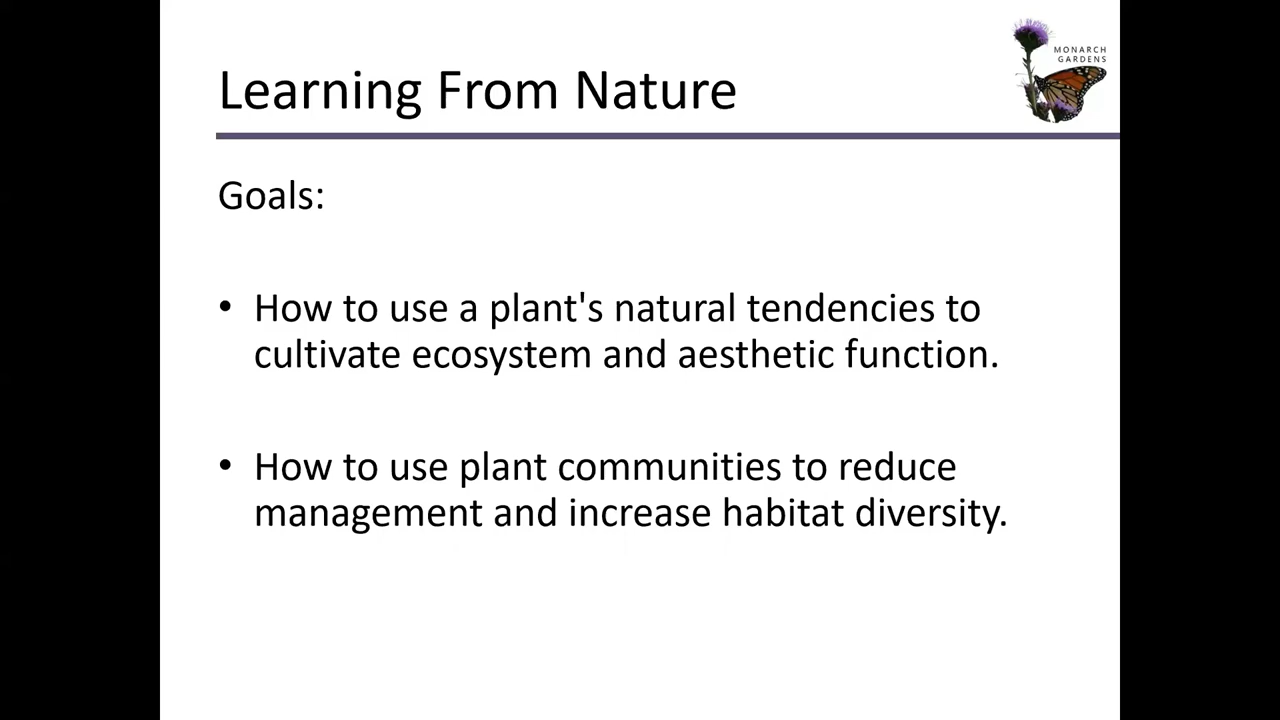 MONARCH
GARDENS
Learning From Nature
Goals:
• How to use a plant's natural tendencies to
cultivate ecosystem and aesthetic function.
• How to use plant communities to reduce
management and increase habitat diversity.